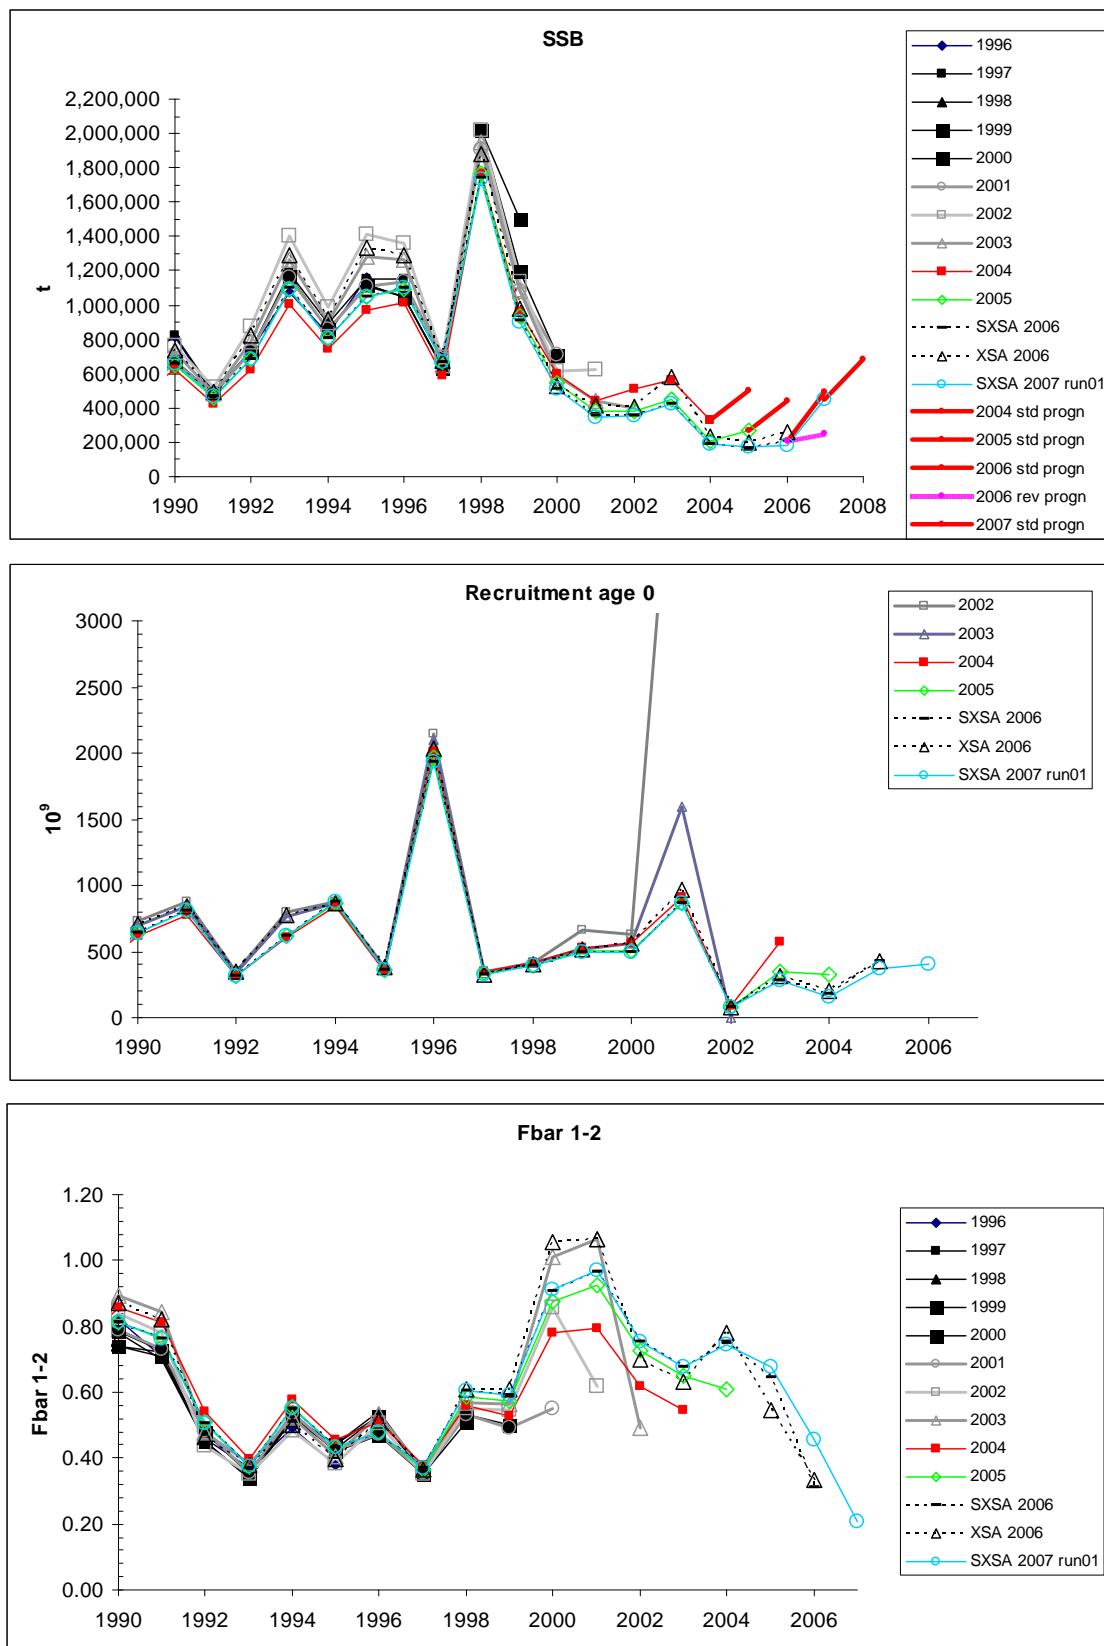 SSB
t
2,200,000
2,000,000
1,800,000
1,600,000
1,400,000
1,200,000
1,000,000
800,000
600,000
400,000
200,000
0
1990 1992 1994 1996 1998 2000 2002 2004 2006 2008
1996
1997
1998
1999
2000
2001
2002
2003
2004
2005
SXSA 2006
XSA 2006
SXSA 2007 run01
2004 std progn
2005 std progn
2006 std progn
2006 rev progn
2007 std progn
Recruitment age 0
10⁹
3000
2500
2000
1500
1000
500
0
1990 1992 1994 1996 1998 2000 2002 2004 2006
2002
2003
2004
2005
SXSA 2006
XSA 2006
SXSA 2007 run01
Fbar 1-2
Fbar 1-2
1.20
1.00
0.80
0.60
0.40
0.20
0.00
1990 1992 1994 1996 1998 2000 2002 2004 2006
1996
1997
1998
1999
2000
2001
2002
2003
2004
2005
SXSA 2006
XSA 2006
SXSA 2007 run01